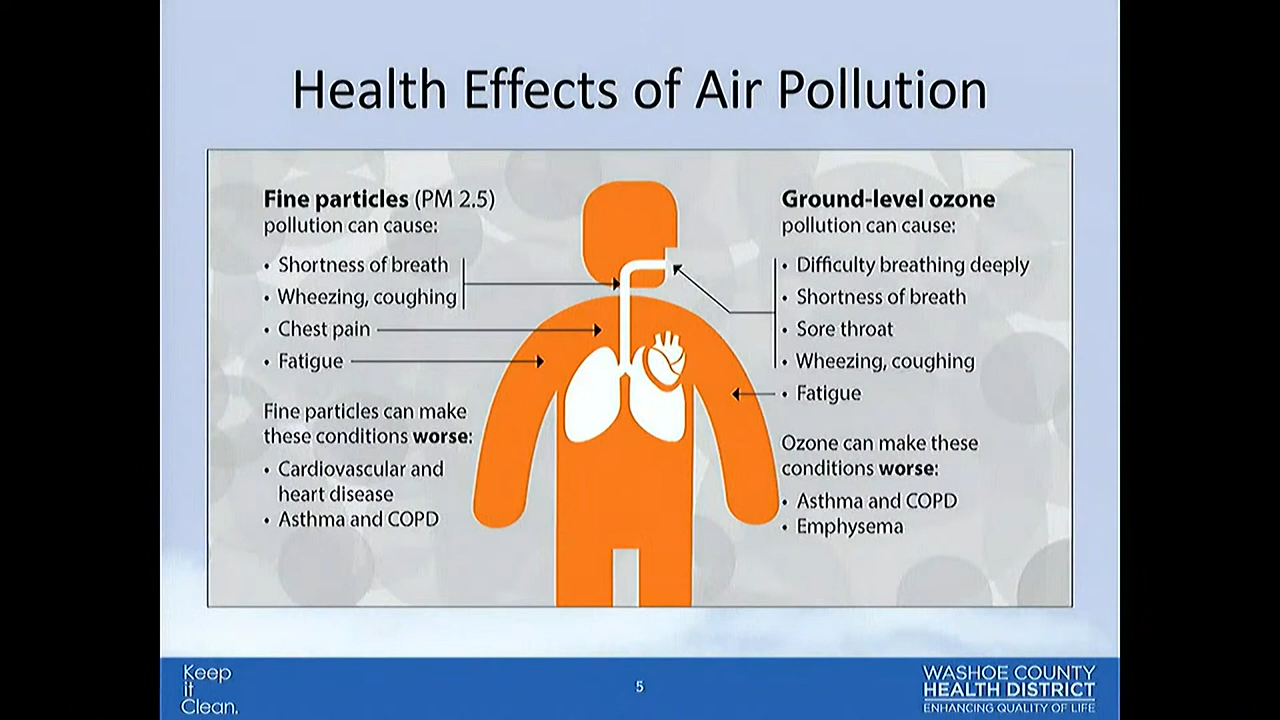 Health Effects of Air Pollution
Fine particles (PM 2.5)
pollution can cause:
• Shortness of breath
• Wheezing, coughing
• Chest pain
• Fatigue
Fine particles can make
these conditions worse:
• Cardiovascular and
heart disease
• Asthma and COPD
Ground-level ozone
pollution can cause:
• Difficulty breathing deeply
• Shortness of breath
• Sore throat
• Wheezing, coughing
• Fatigue
Ozone can make these
conditions worse:
• Asthma and COPD
• Emphysema
Keep
it
Clean.
5
WASHOE COUNTY
HEALTH DISTRICT
ENHANCING QUALITY OF LIFE